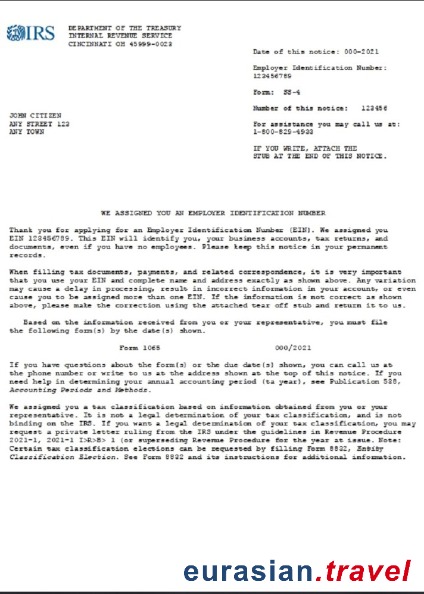 IRS
DEPARTMENT OF THE TREASURY
INTERNAL REVENUE SERVICE
CINCINNATI OH 45999-0023
Date of this notice: 000-2021
Employer Identification Number:
123456789
Form: SS-4
Number of this notice: 123456
For assistance you may call us at:
1-800-829-4933
IF YOU WRITE, ATTACH THE
STUB AT THE END OF THIS NOTICE.
JOHN CITIZEN
ANY STREET 123
ANY TOWN
WE ASSIGNED YOU AN EMPLOYER IDENTIFICATION NUMBER
Thank you for applying for an Employer Identification Number (EIN). We assigned you
EIN 123456789. This EIN will identify you, your business accounts, tax returns, and
documents, even if you have no employees. Please keep this notice in your permanent
records.
When filling tax documents, payments, and related correspondence, it is very important
that you use your EIN and complete name and address exactly as shown above. Any variation
may cause a delay in processing, result in incorrect information in your account, or even
cause you to be assigned more than one EIN. If the information is not correct as shown
above, please make the correction using the attached tear off stub and return it to us.
Based on the information received from you or your representative, you must file
the following form(s) by the date(s) shown.
Form 1065 000/2021
If you have questions about the form(s) or the due date(s) shown, you can call us at
the phone number or write to us at the address shown at the top of this notice. If you
need help in determining your annual accounting period (ta year), see Publication 538,
Accounting Periods and Methods.
We assigned you a tax classification based on information obtained from you or your
representative. It is not a legal determination of your tax classification, and is not
binding on the IRS. If you want a legal determination of your tax classification, you may
request a private letter ruling from the IRS under the guidelines in Revenue Procedure
2021-1, 2021-1 I>R>B> 1 (or superseding Revenue Procedure for the year at issue. Note:
Certain tax classification elections can be requested by filling Form 8832, Entity
Classification Election. See Form 8832 and its instructions for additional information.
eurasian.travel